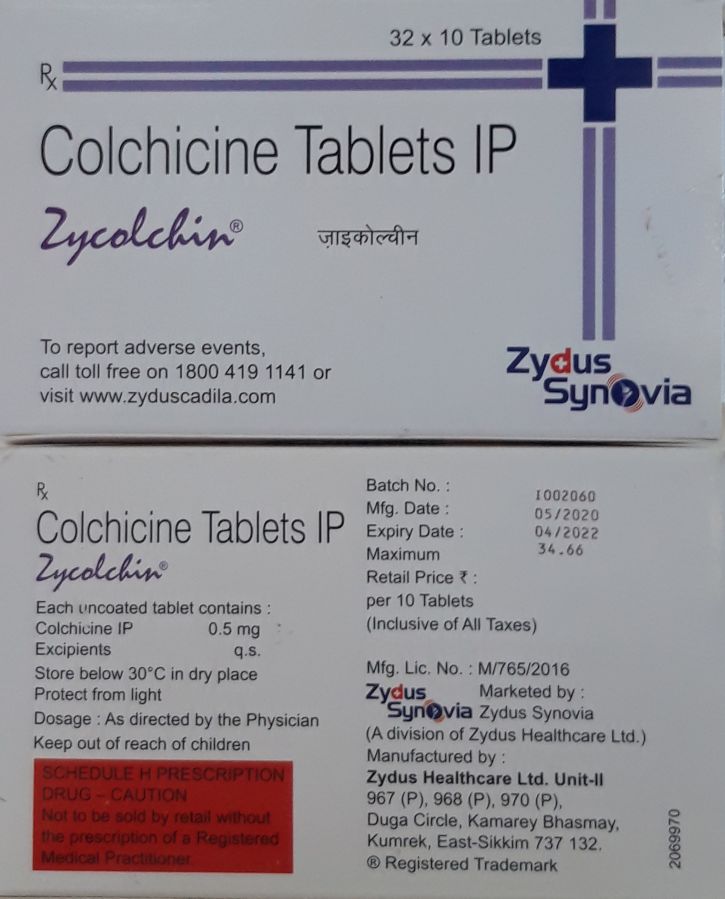 32 x 10 Tablets
Rx
Colchicine Tablets IP
Zycolchin®
ज़ाइकोल्चीन
To report adverse events,
call toll free on 1800 419 1141 or
visit www.zyduscadila.com
Zydus
Synovia
Rx
Colchicine Tablets IP
Zycolchin®
Each uncoated tablet contains :
Colchicine IP 0.5 mg
Excipients q.s.
Store below 30°C in dry place
Protect from light
Dosage : As directed by the Physician
Keep out of reach of children
SCHEDULE H PRESCRIPTION
DRUG – CAUTION
Not to be sold by retail without
the prescription of a Registered
Medical Practitioner.
Batch No. : I002060
Mfg. Date : 05/2020
Expiry Date : 04/2022
Maximum 34.66
Retail Price ₹ :
per 10 Tablets
(Inclusive of All Taxes)
Mfg. Lic. No. : M/765/2016
Zydus Marketed by :
Synovia Zydus Synovia
(A division of Zydus Healthcare Ltd.)
Manufactured by :
Zydus Healthcare Ltd. Unit-II
967 (P), 968 (P), 970 (P),
Duga Circle, Kamarey Bhasmay,
Kumrek, East-Sikkim 737 132.
® Registered Trademark
2069970